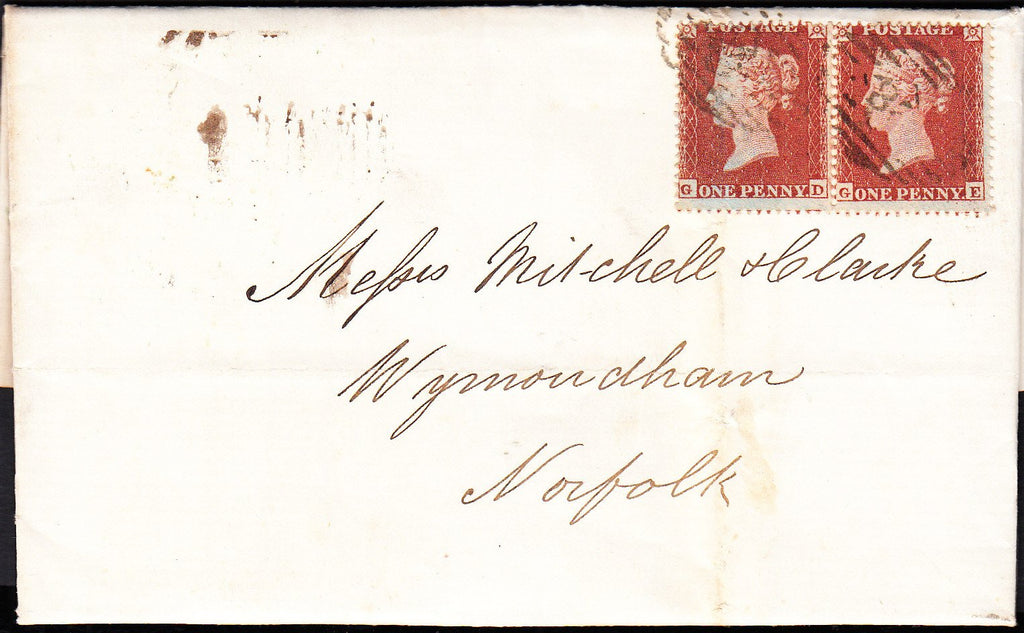 POSTAGE POSTAGE
G ONE PENNY. D G ONE PENNY. E
Messrs Mitchell & Clarke
Wymondham
Norfolk